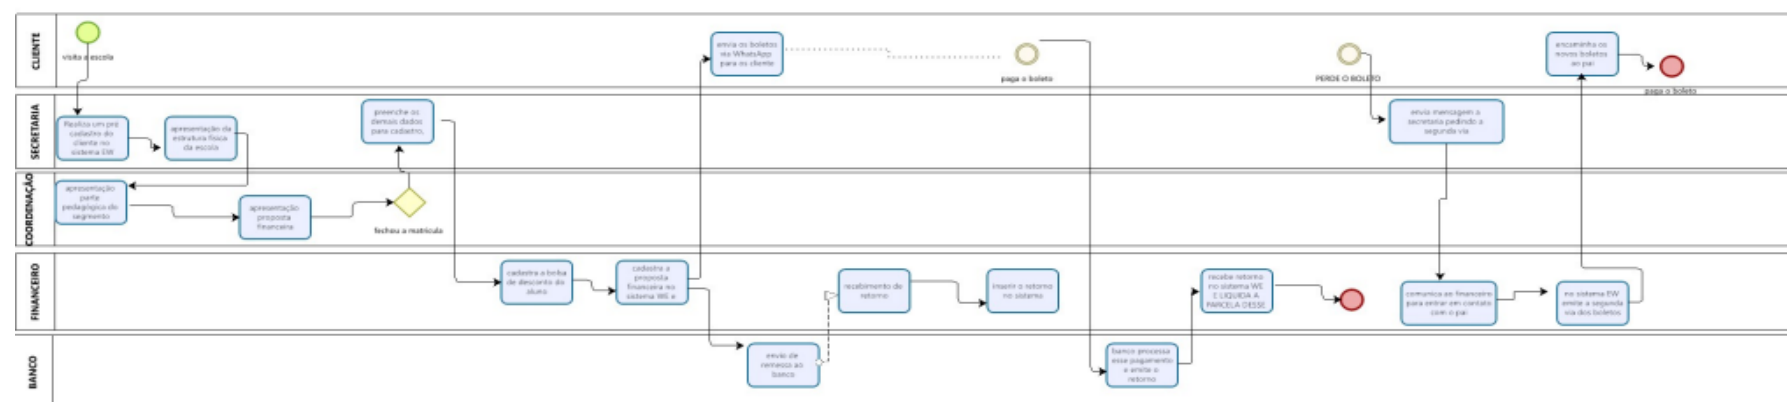 CLIENTE
visita a escola
envia os boletos
via WhatsApp
para os cliente
paga o boleto
PERDE O BOLETO
encaminha os
novos boletos
ao pai
paga o boleto
SECRETARIA
Realiza um pré
cadastro do
cliente no
sistema EW
apresentação da
estrutura física
da escola
preenche os
demais dados
para cadastro,
envia mensagem a
secretaria pedindo a
segunda via
COORDENAÇÃO
apresentação
parte
pedagógica do
segmento
apresentação
proposta
financeira
fechou a matrícula
FINANCEIRO
cadastra a bolsa
de desconto do
aluno
cadastra a
proposta
financeira no
sistema WE e
recebimento de
retorno
inserir o retorno
no sistema
recebe retorno
no sistema WE
E LIQUIDA A
PARCELA DESSE
comunica ao financeiro
para entrar em contato
com o pai
no sistema EW
emite a segunda
via dos boletos
BANCO
envio de
remessa ao
banco
banco processa
esse pagamento
e emite o
retorno